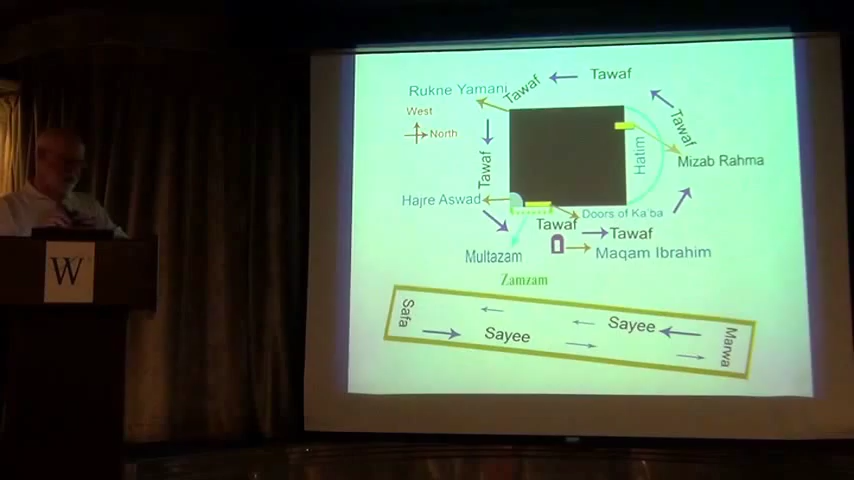 Tawaf
Tawaf
Rukne Yamani
West
North
Tawaf
Tawaf
Hatim
Mizab Rahma
Hajre Aswad
Doors of Ka'ba
Tawaf
Tawaf
Multazam
Maqam Ibrahim
Zamzam
Safa
Sayee
Sayee
Marwa
W